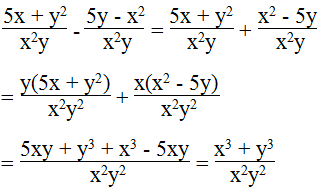 (5x + y²)/(x²y) - (5y - x²)/(x²y) = (5x + y²)/(x²y) + (x² - 5y)/(x²y)
= y(5x + y²)/(x²y²) + x(x² - 5y)/(x²y²)
= (5xy + y³ + x³ - 5xy)/(x²y²) = (x³ + y³)/(x²y²)